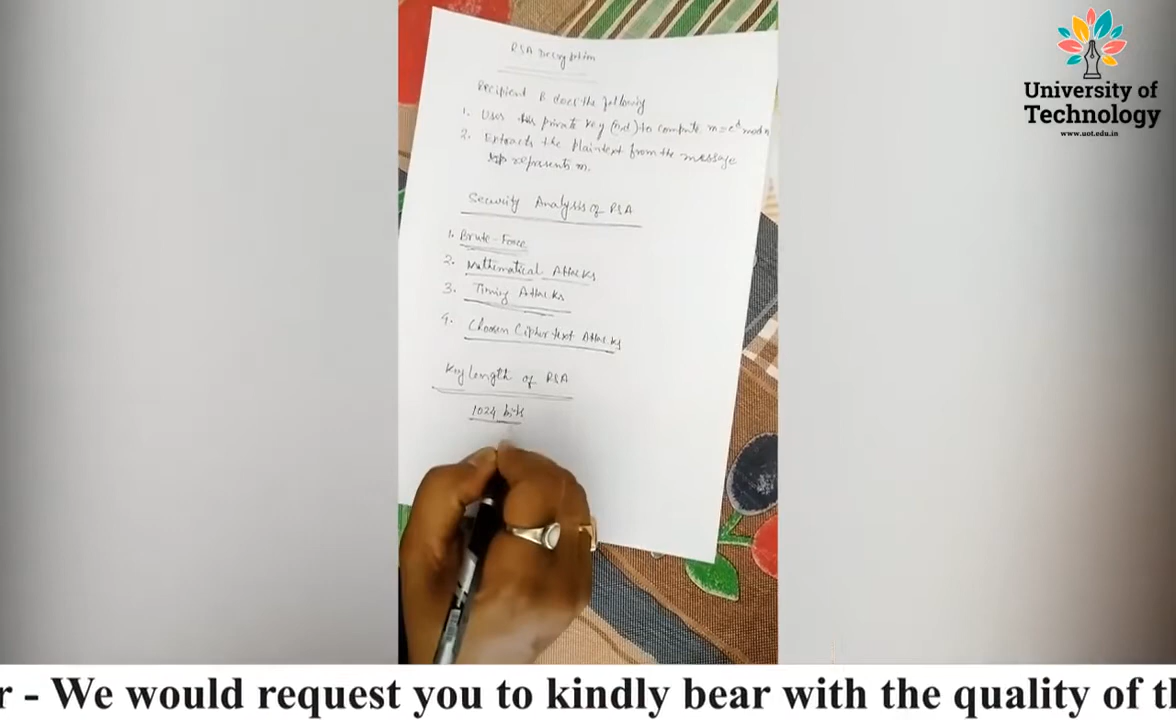 RSA Decryption
Recipient B does the following
1. Uses his private key (n,d) to compute m = c^d mod n
2. Extracts the plaintext from the message
represents m.
Security Analysis of RSA
1. Brute-Force
2. Mathematical Attacks
3. Timing Attacks
4. Chosen Ciphertext Attacks
Key length of RSA
1024 bits
University of
Technology
www.uot.edu.in
r - We would request you to kindly bear with the quality of th